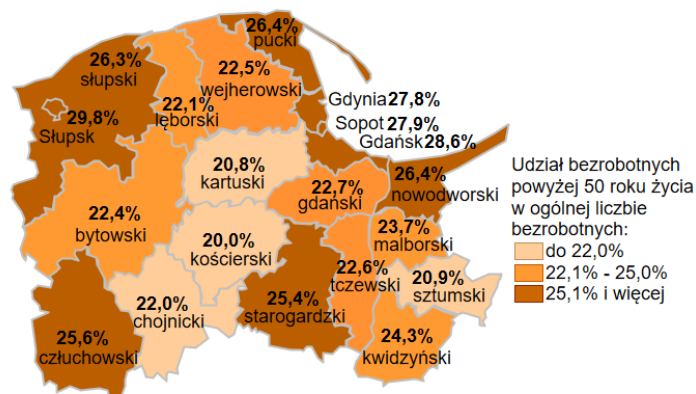 26,4%
pucki
26,3%
słupski
22,5%
wejherowski
22,1%
lęborski
29,8%
Słupsk
Gdynia 27,8%
Sopot 27,9%
Gdańsk 28,6%
20,8%
kartuski
22,7%
gdański
26,4%
nowodworski
22,4%
bytowski
23,7%
malborski
20,0%
kościerski
22,6%
tczewski
20,9%
sztumski
22,0%
chojnicki
25,4%
starogardzki
25,6%
człuchowski
24,3%
kwidzyński
Udział bezrobotnych
powyżej 50 roku życia
w ogólnej liczbie
bezrobotnych:
do 22,0%
22,1% - 25,0%
25,1% i więcej